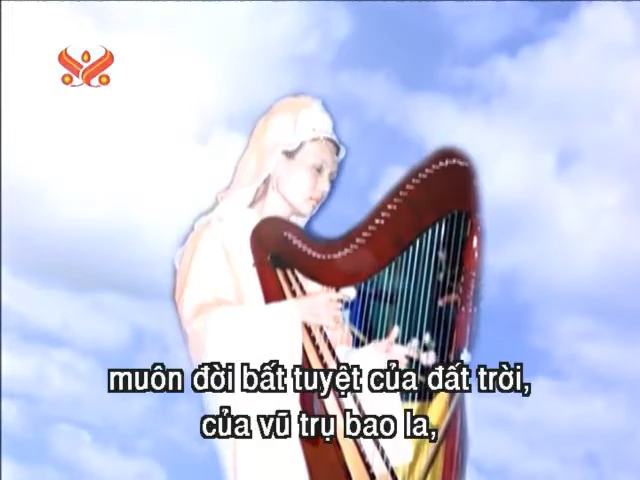 muôn đời bất tuyệt của đất trời,
của vũ trụ bao la,